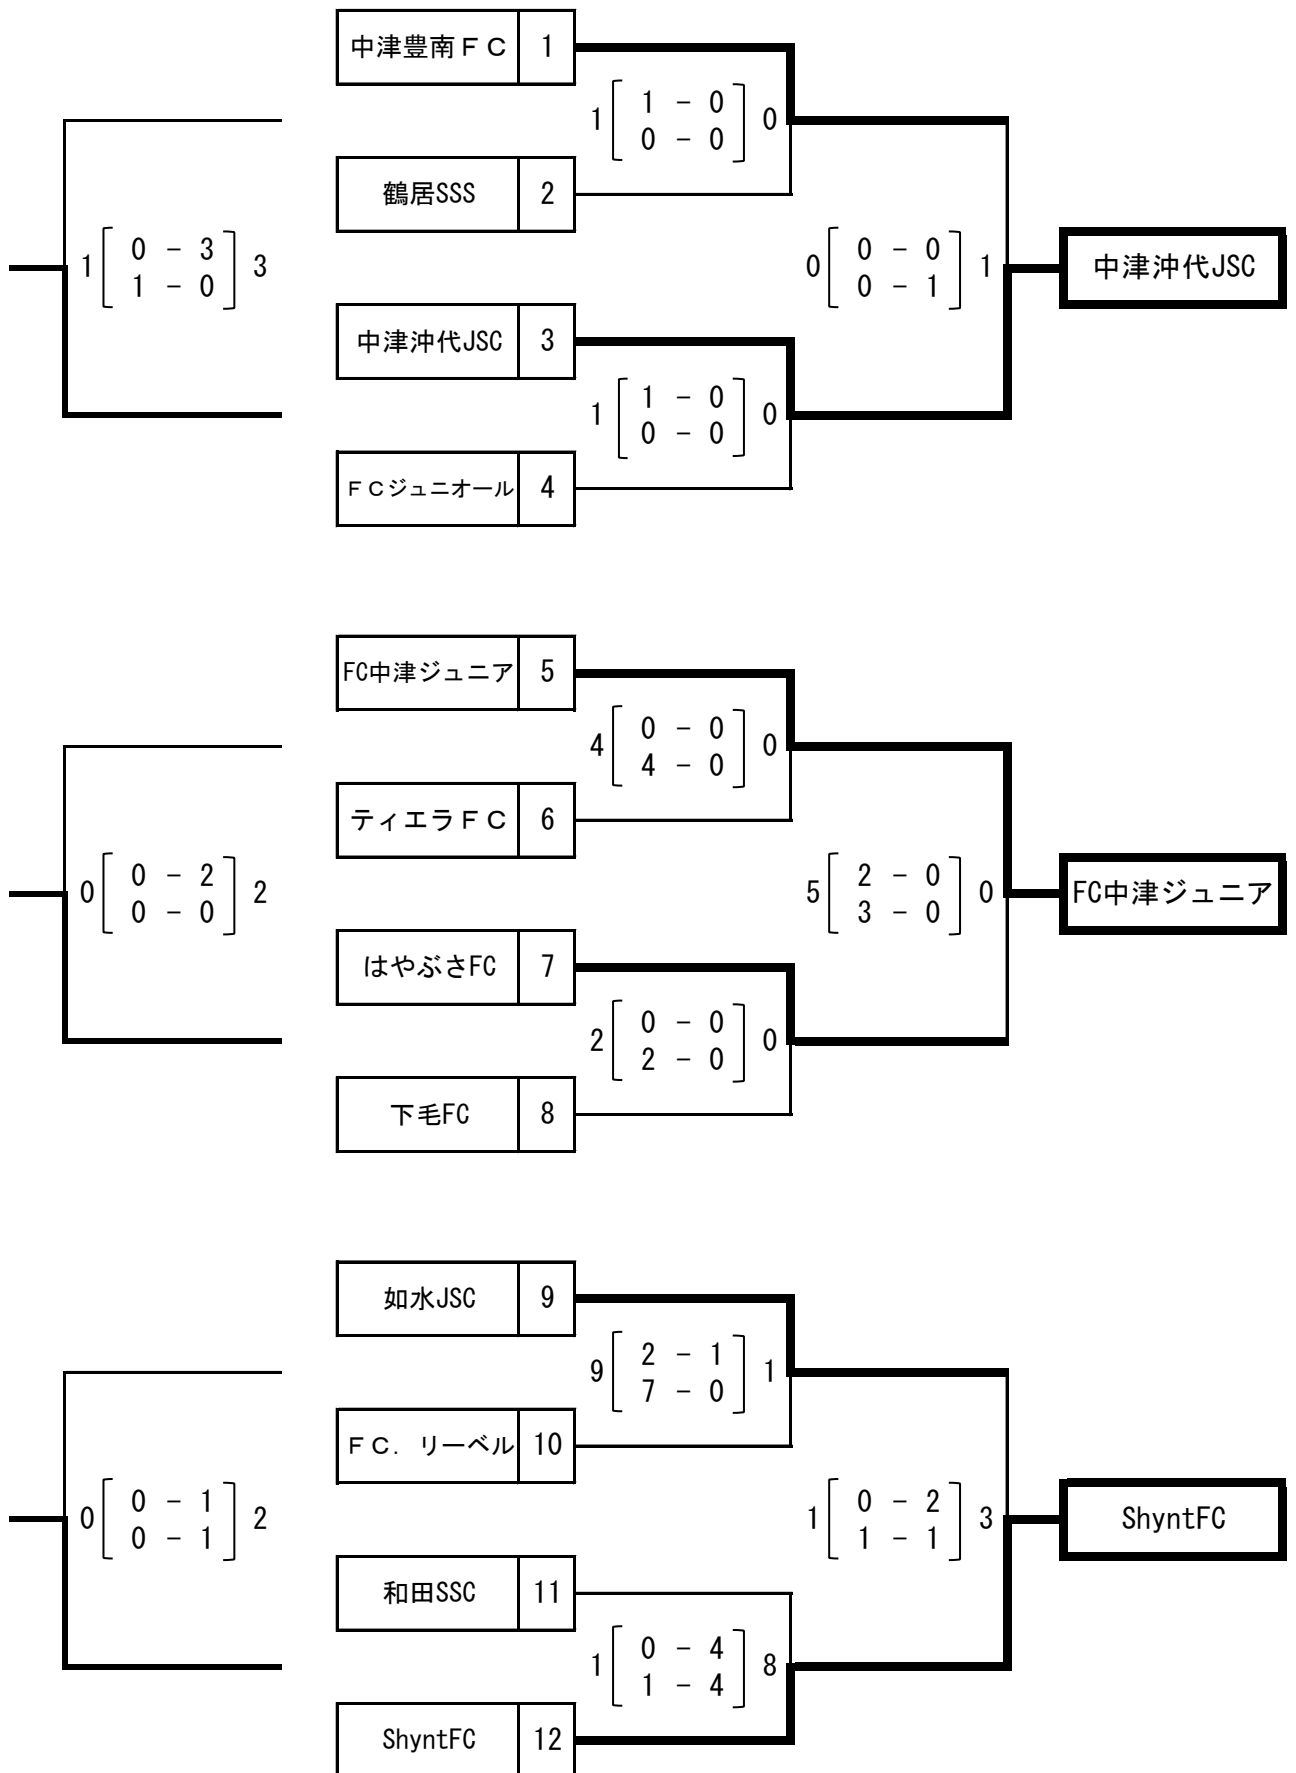 中津豊南ＦＣ 1
1 1 - 0 0
0 - 0
鶴居SSS 2
1 0 - 3 3
1 - 0
0 0 - 0 1
0 - 1
中津沖代JSC
中津沖代JSC 3
1 1 - 0 0
0 - 0
ＦＣジュニオール 4
FC中津ジュニア 5
4 0 - 0 0
4 - 0
ティエラＦＣ 6
0 0 - 2 2
0 - 0
5 2 - 0 0
3 - 0
FC中津ジュニア
はやぶさFC 7
2 0 - 0 0
2 - 0
下毛FC 8
如水JSC 9
9 2 - 1 1
7 - 0
ＦＣ．リーベル 10
0 0 - 1 2
0 - 1
1 0 - 2 3
1 - 1
ShyntFC
和田SSC 11
1 0 - 4 8
1 - 4
ShyntFC 12